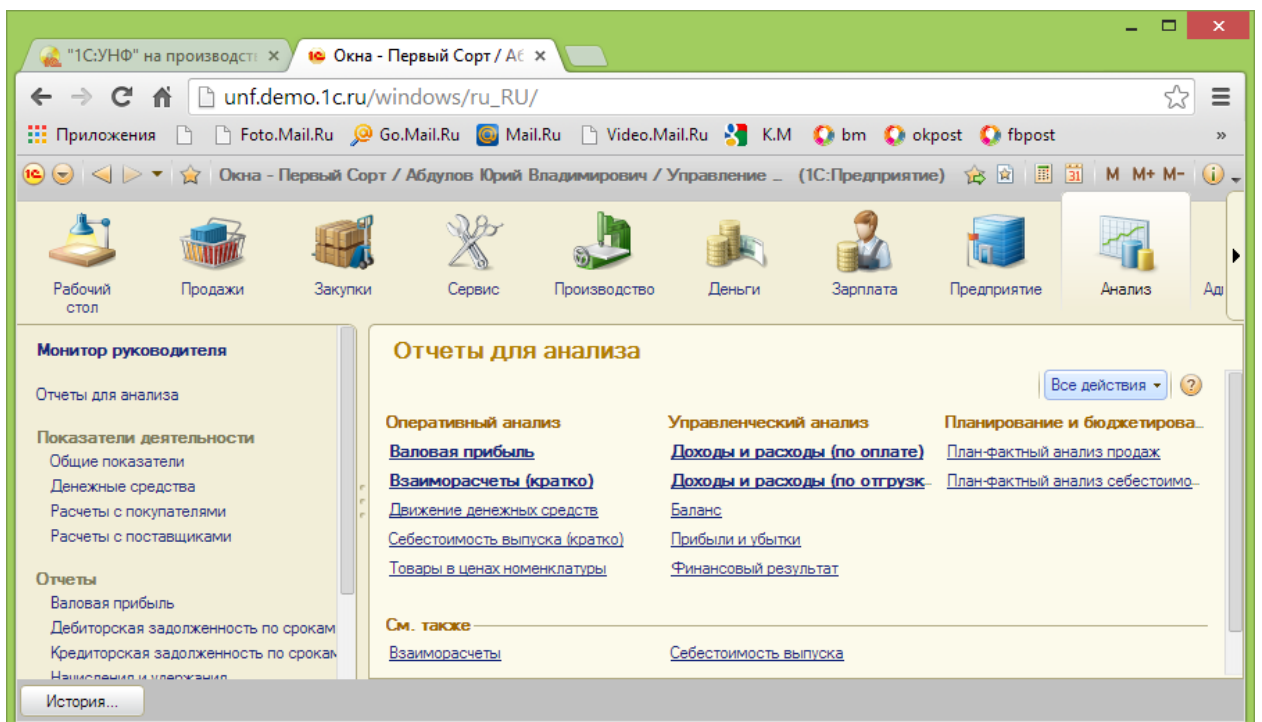 "1С:УНФ" на производст
Окна - Первый Сорт / Аб
unf.demo.1c.ru/windows/ru_RU/
Приложения Foto.Mail.Ru Go.Mail.Ru Mail.Ru Video.Mail.Ru К.М bm okpost fbpost »
Окна - Первый Сорт / Абдулов Юрий Владимирович / Управление ... (1С:Предприятие) 31 M M+ M-
Рабочий стол
Продажи
Закупки
Сервис
Производство
Деньги
Зарплата
Предприятие
Анализ
Монитор руководителя
Отчеты для анализа
Показатели деятельности
Общие показатели
Денежные средства
Расчеты с покупателями
Расчеты с поставщиками
Отчеты
Валовая прибыль
Дебиторская задолженность по срокам
Кредиторская задолженность по срокам
Начисления и удержания
Отчеты для анализа
Все действия
Оперативный анализ
Валовая прибыль
Взаиморасчеты (кратко)
Движение денежных средств
Себестоимость выпуска (кратко)
Товары в ценах номенклатуры
Управленческий анализ
Доходы и расходы (по оплате)
Доходы и расходы (по отгрузк...
Баланс
Прибыли и убытки
Финансовый результат
Планирование и бюджетирова...
План-фактный анализ продаж
План-фактный анализ себестоимо...
См. также
Взаиморасчеты
Себестоимость выпуска
История...